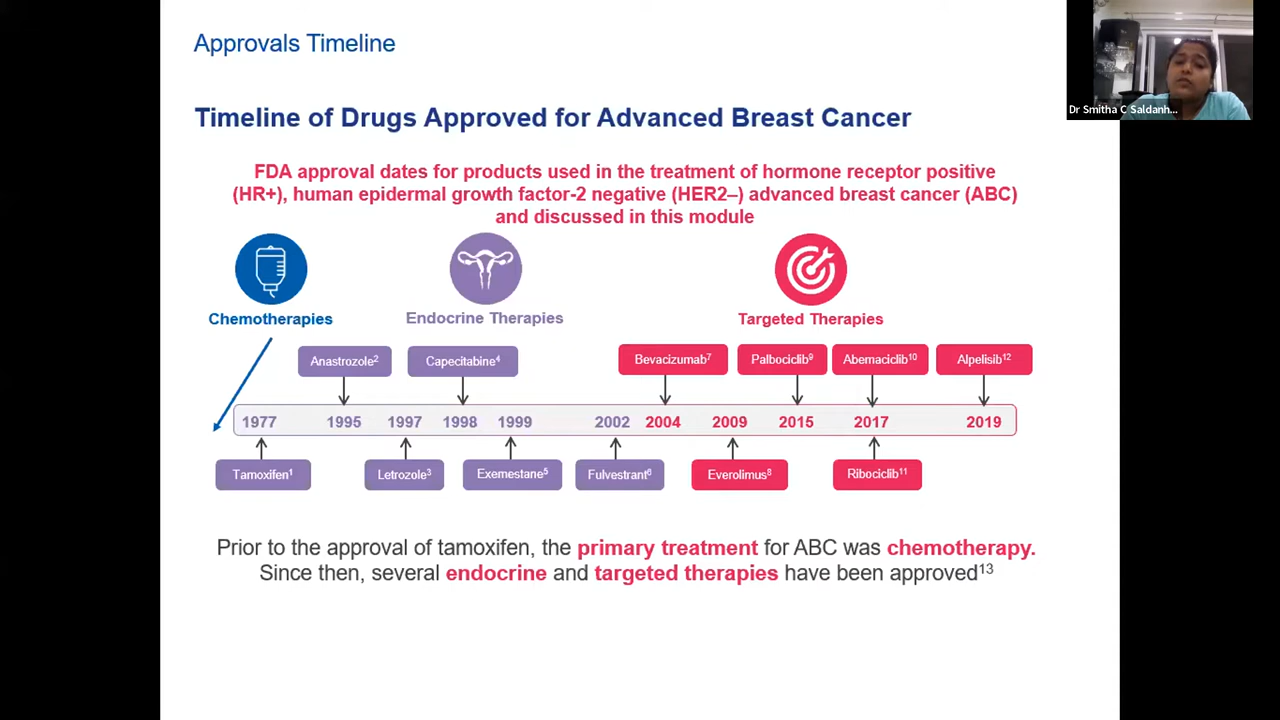 Approvals Timeline
Dr Smitha C Saldanh...
Timeline of Drugs Approved for Advanced Breast Cancer
FDA approval dates for products used in the treatment of hormone receptor positive
(HR+), human epidermal growth factor-2 negative (HER2–) advanced breast cancer (ABC)
and discussed in this module
Chemotherapies
Endocrine Therapies
Targeted Therapies
Anastrozole²
Capecitabine⁴
Bevacizumab⁷
Palbociclib⁹
Abemaciclib¹⁰
Alpelisib¹²
1977 1995 1997 1998 1999 2002 2004 2009 2015 2017 2019
Tamoxifen¹
Letrozole³
Exemestane⁵
Fulvestrant⁶
Everolimus⁸
Ribociclib¹¹
Prior to the approval of tamoxifen, the primary treatment for ABC was chemotherapy.
Since then, several endocrine and targeted therapies have been approved¹³